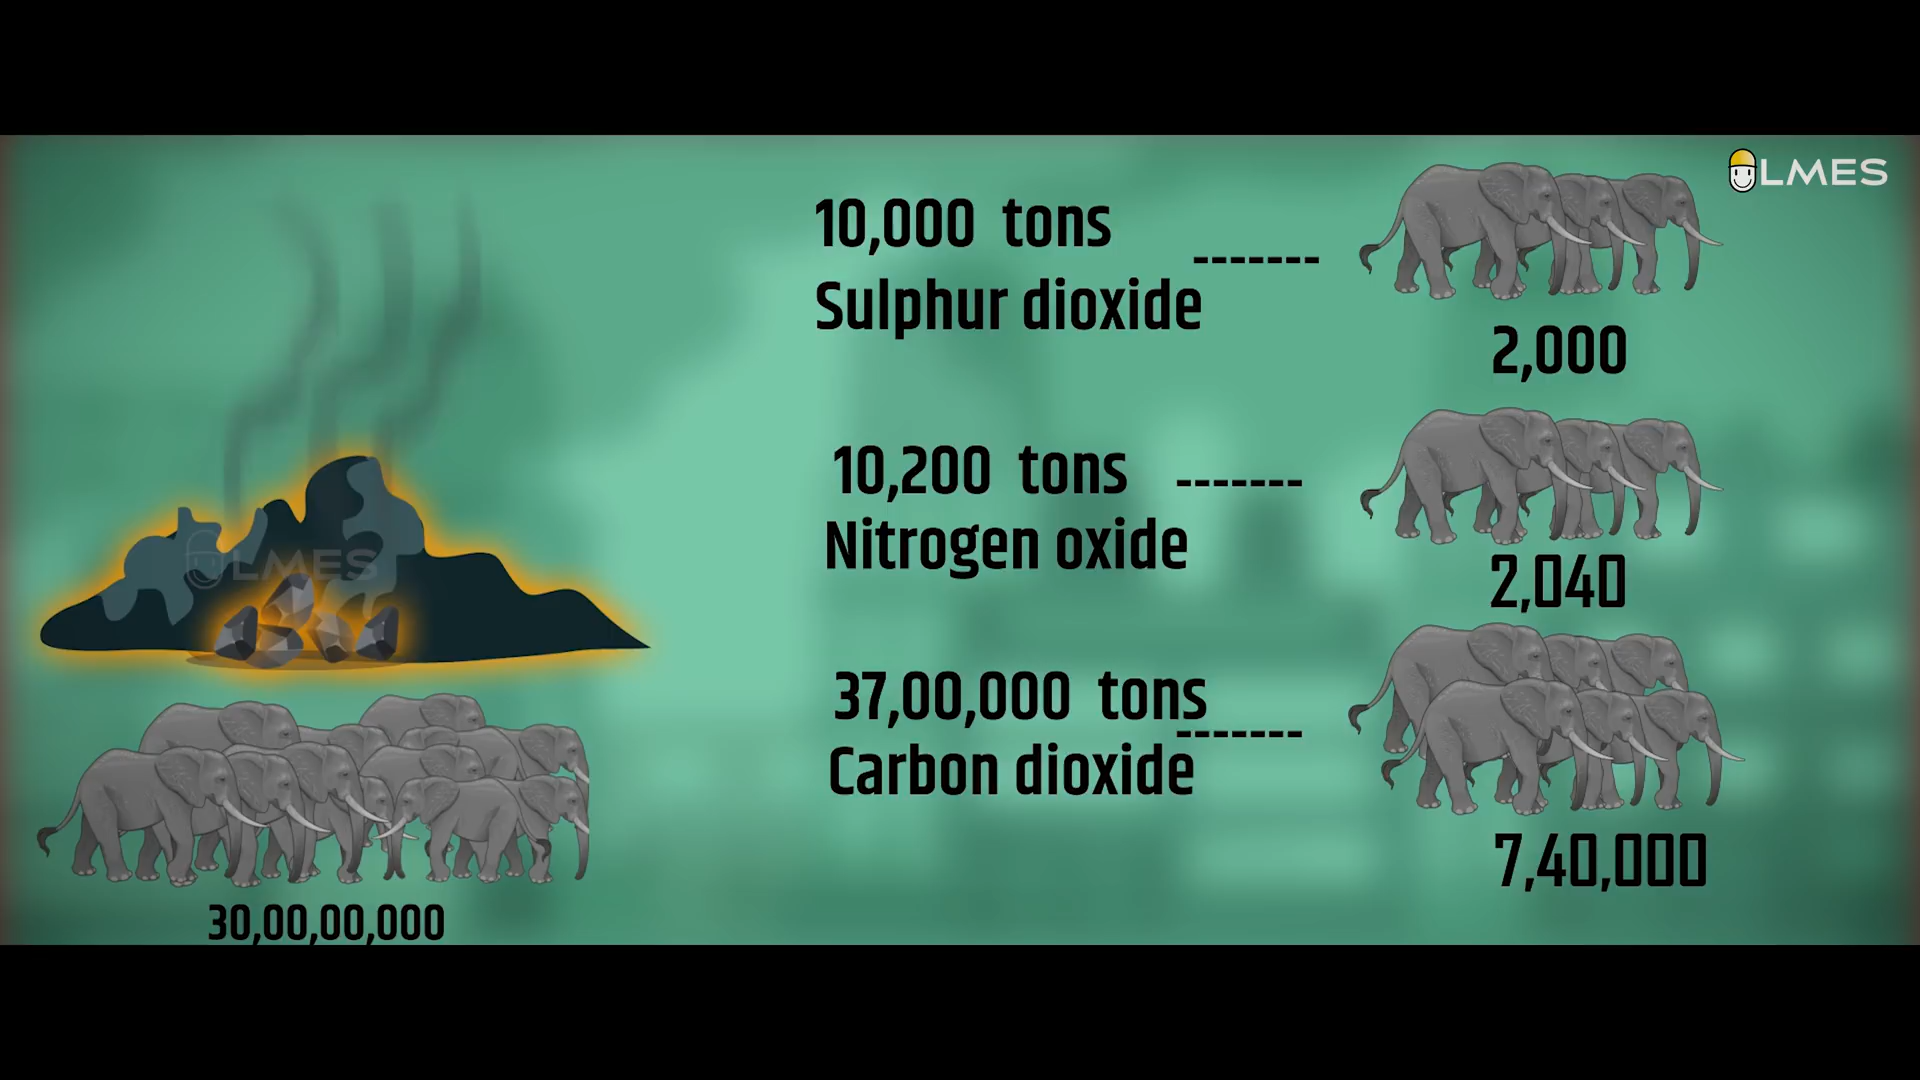 LMES
10,000 tons
Sulphur dioxide
-------
2,000
10,200 tons
Nitrogen oxide
-------
2,040
37,00,000 tons
Carbon dioxide
-------
7,40,000
LMES
30,00,00,000